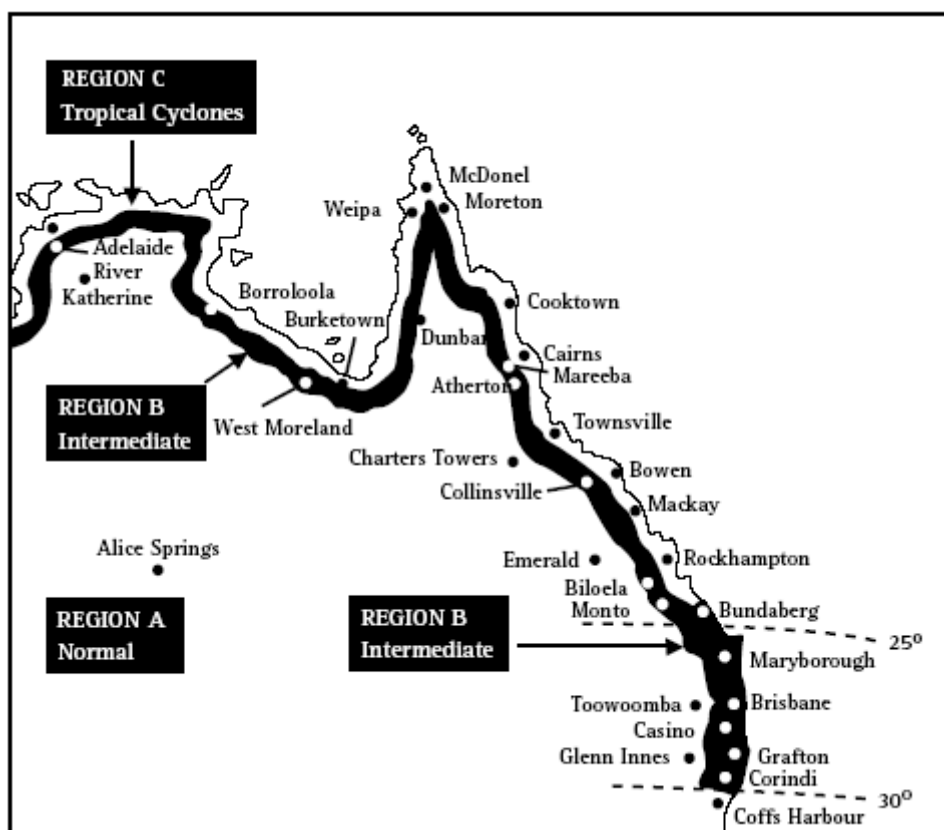 REGION C
Tropical Cyclones
McDonel
Moreton
Weipa
Adelaide
River
Katherine
Borroloola
Burketown
Cooktown
Dunbar
Cairns
Mareeba
Atherton
REGION B
Intermediate
West Moreland
Townsville
Charters Towers
Bowen
Collinsville
Mackay
Alice Springs
Emerald
Rockhampton
Biloela
Monto
Bundaberg
REGION A
Normal
REGION B
Intermediate
25°
Maryborough
Toowoomba
Brisbane
Casino
Glenn Innes
Grafton
Corindi
30°
Coffs Harbour